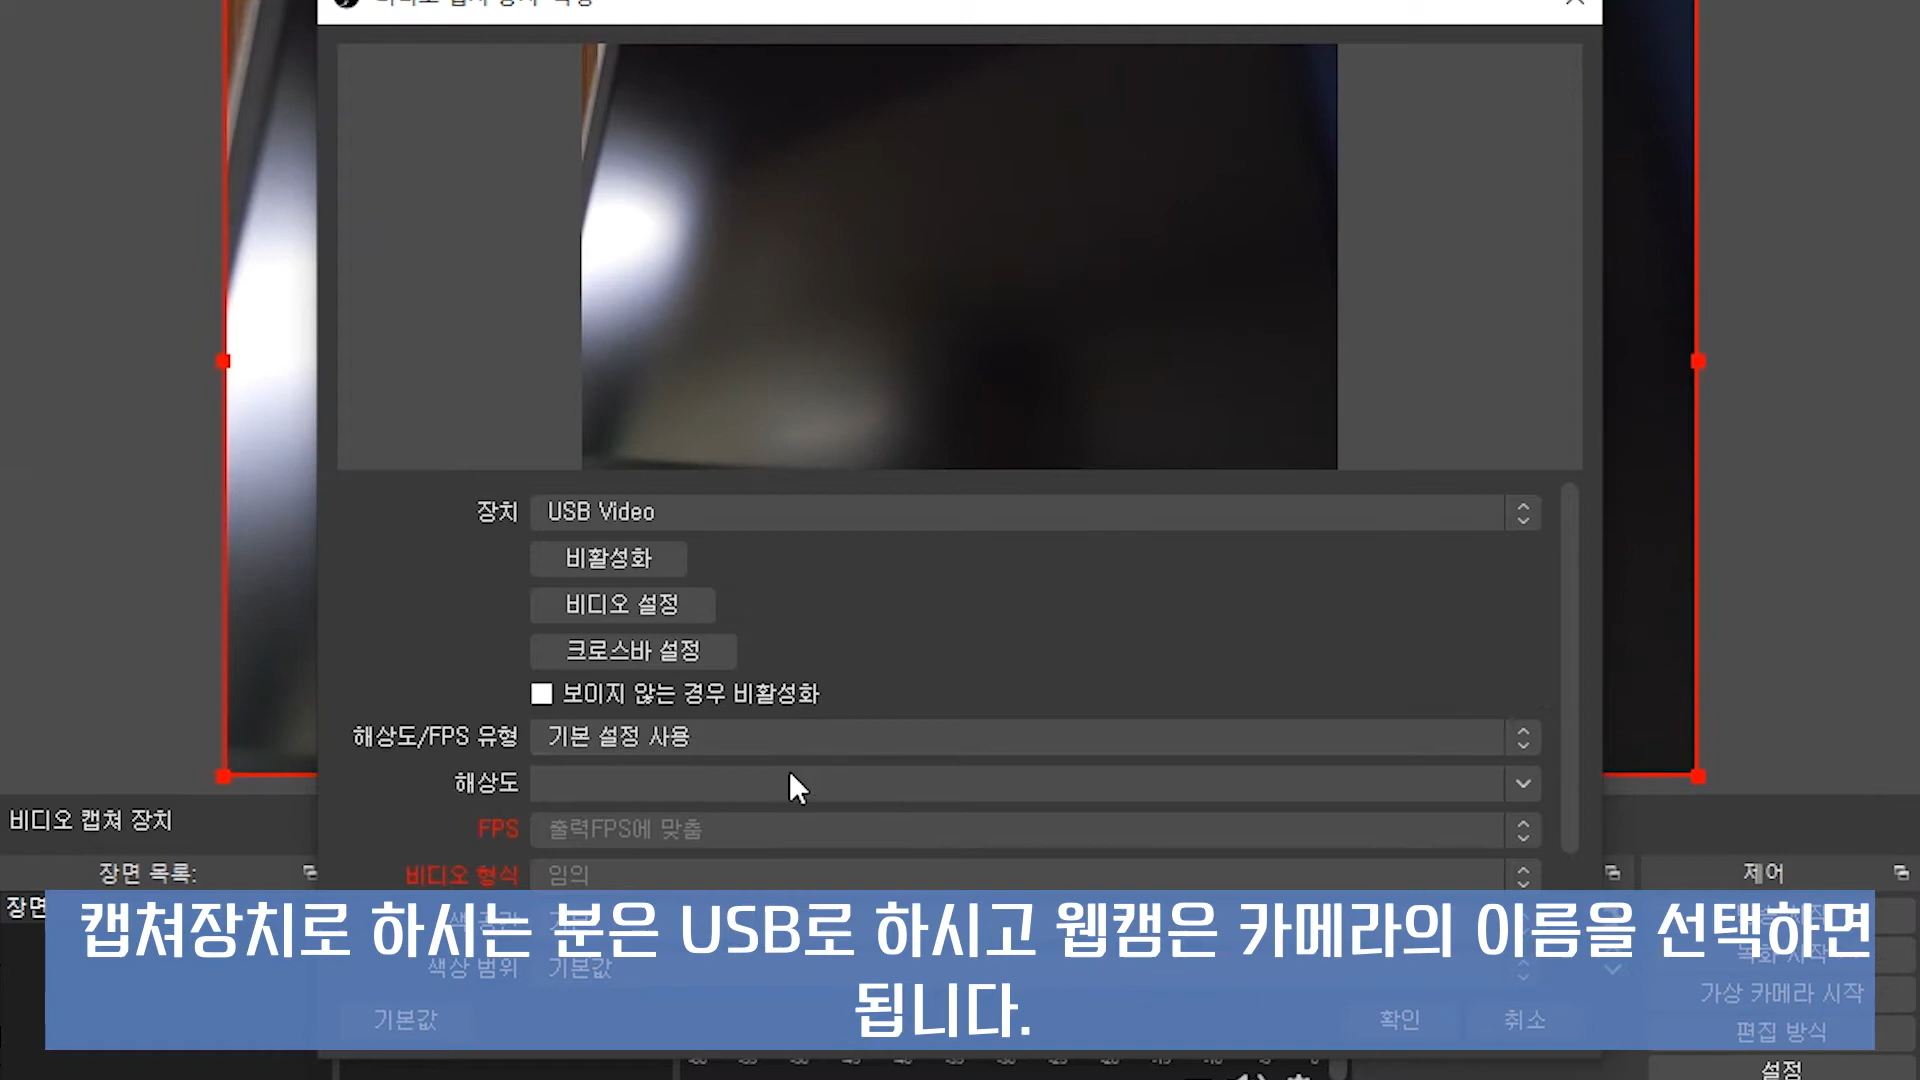 장치 USB Video
비활성화
비디오 설정
크로스바 설정
보이지 않는 경우 비활성화
해상도/FPS 유형 기본 설정 사용
해상도
FPS 출력FPS에 맞춤
비디오 형식 임의
비디오 캡쳐 장치
장면 목록:
제어
장면
캡쳐장치로 하시는 분은 USB로 하시고 웹캠은 카메라의 이름을 선택하면
됩니다.
색상 범위 기본값
녹화 시작
가상 카메라 시작
기본값
확인
취소
편집 방식
설정